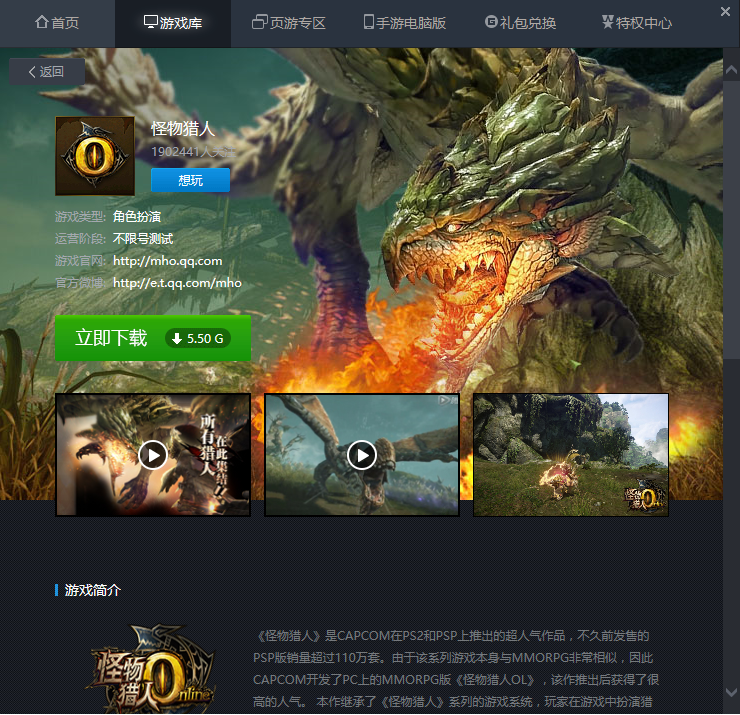 首页
游戏库
页游专区
手游电脑版
礼包兑换
特权中心
返回
怪物猎人
1902441人关注
想玩
游戏类型: 角色扮演
运营阶段: 不限号测试
游戏官网: http://mho.qq.com
官方微博: http://e.t.qq.com/mho
立即下载 5.50 G
所有猎人
在此集结!!
怪物猎人
游戏简介
怪物猎人Online
《怪物猎人》是CAPCOM在PS2和PSP上推出的超人气作品，不久前发售的
PSP版销量超过110万套。由于该系列游戏本身与MMORPG非常相似，因此
CAPCOM开发了PC上的MMORPG版《怪物猎人OL》，该作推出后获得了很
高的人气。 本作继承了《怪物猎人》系列的游戏系统，玩家在游戏中扮演猎